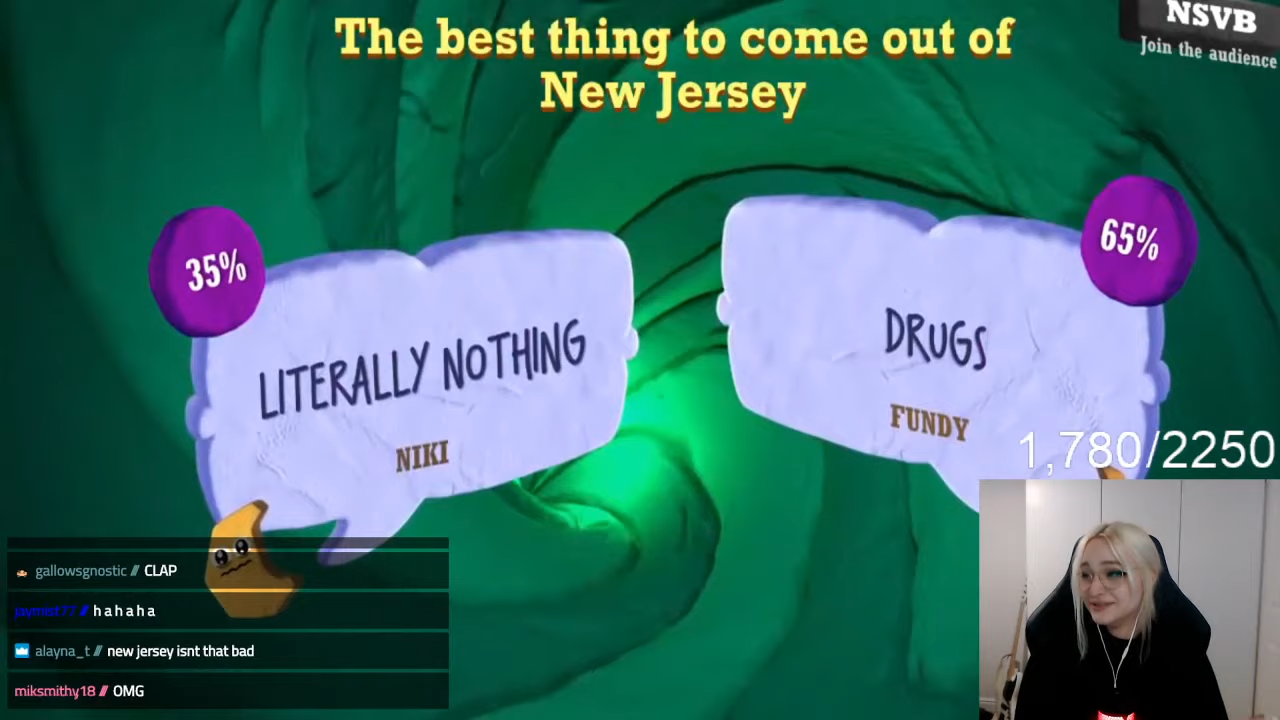 The best thing to come out of
New Jersey
NSVB
Join the audience
35%
65%
LITERALLY NOTHING
NIKI
DRUGS
FUNDY
1,780/2250
gallowsgnostic // CLAP
jaymist77 // h a h a h a
alayna_t // new jersey isnt that bad
miksmithy18 // OMG